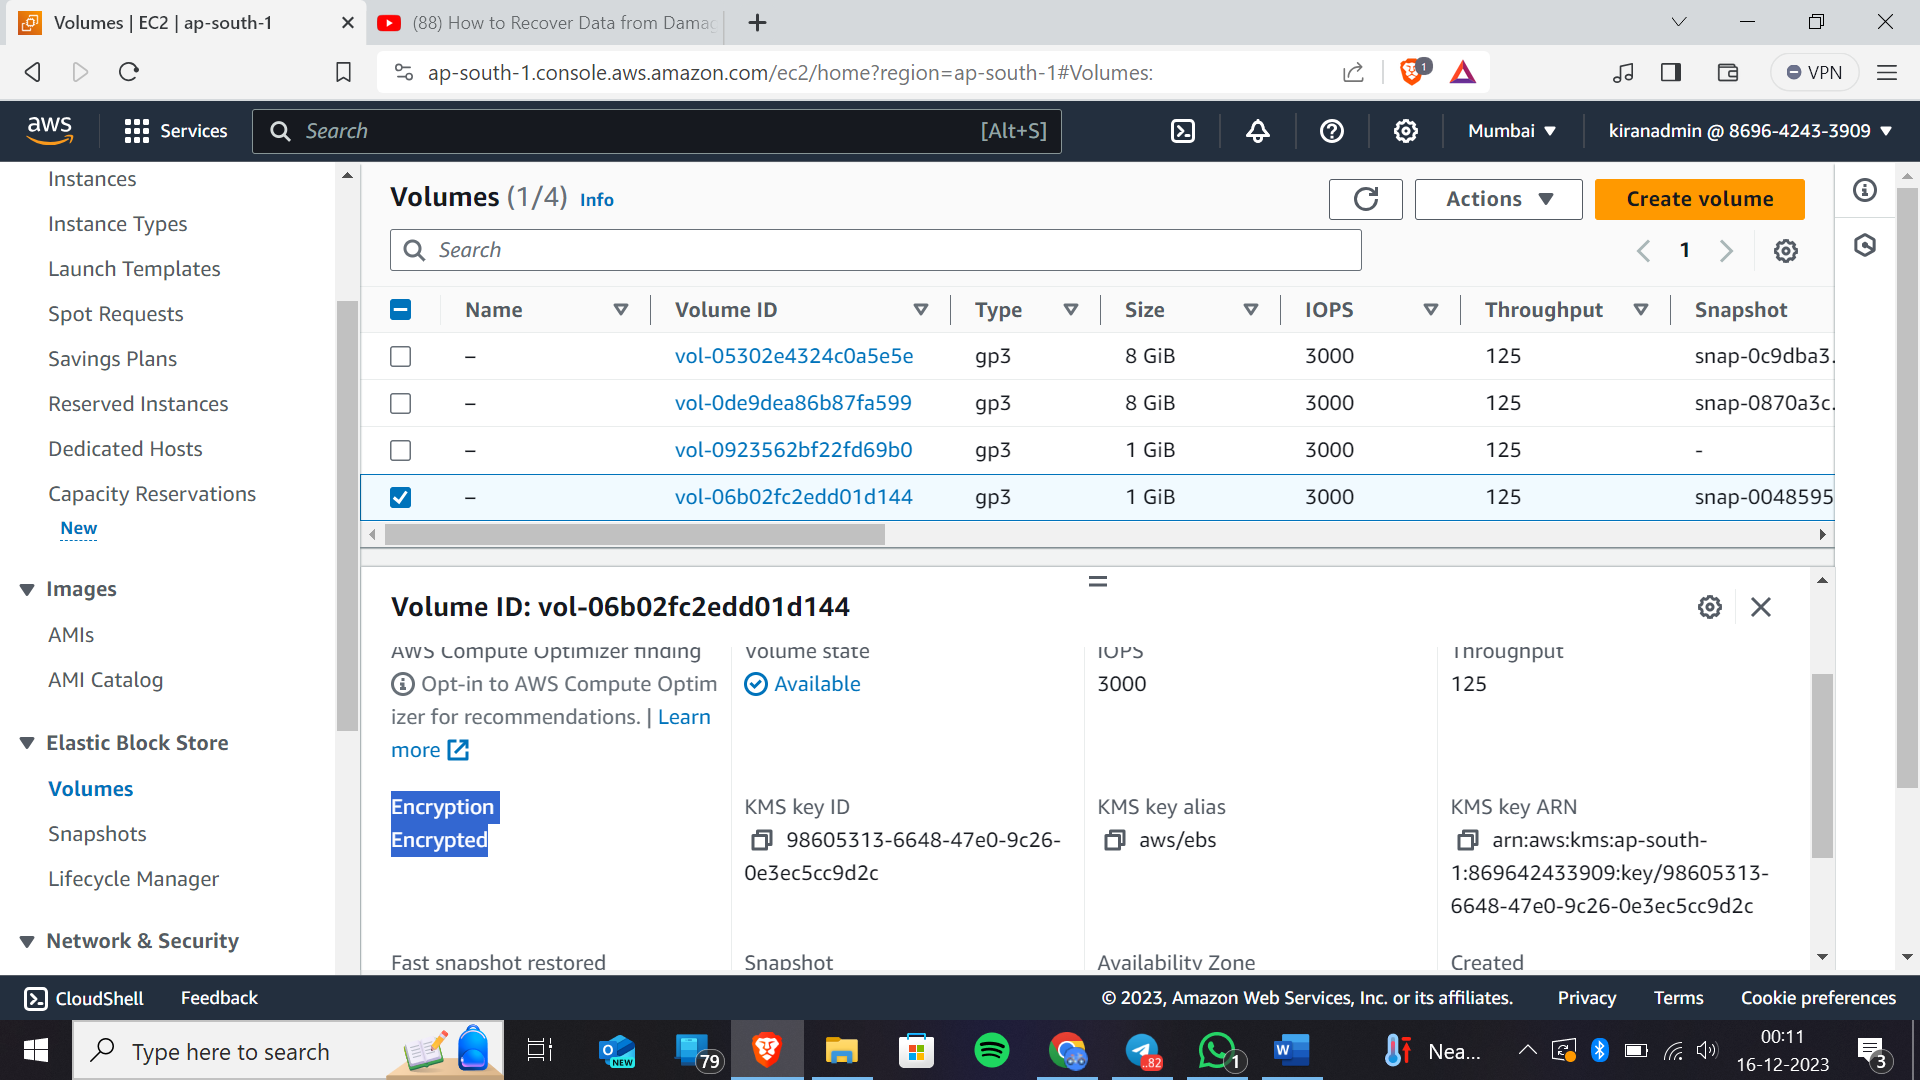 Volumes | EC2 | ap-south-1
(88) How to Recover Data from Damag
ap-south-1.console.aws.amazon.com/ec2/home?region=ap-south-1#Volumes:
1
VPN
aws
Services
Search
[Alt+S]
Mumbai
kiranadmin @ 8696-4243-3909
Instances
Instance Types
Launch Templates
Spot Requests
Savings Plans
Reserved Instances
Dedicated Hosts
Capacity Reservations
New
Images
AMIs
AMI Catalog
Elastic Block Store
Volumes
Snapshots
Lifecycle Manager
Network & Security
Volumes (1/4) Info
Actions
Create volume
Search
1
Name Volume ID Type Size IOPS Throughput Snapshot
– vol-05302e4324c0a5e5e gp3 8 GiB 3000 125 snap-0c9dba3.
– vol-0de9dea86b87fa599 gp3 8 GiB 3000 125 snap-0870a3c.
– vol-0923562bf22fd69b0 gp3 1 GiB 3000 125 -
– vol-06b02fc2edd01d144 gp3 1 GiB 3000 125 snap-0048595
Volume ID: vol-06b02fc2edd01d144
AWS Compute Optimizer finding
Opt-in to AWS Compute Optim
izer for recommendations. | Learn
more
Volume state
Available
IOPS
3000
Throughput
125
Encryption
Encrypted
KMS key ID
98605313-6648-47e0-9c26-
0e3ec5cc9d2c
KMS key alias
aws/ebs
KMS key ARN
arn:aws:kms:ap-south-
1:869642433909:key/98605313-
6648-47e0-9c26-0e3ec5cc9d2c
Fast snapshot restored
Snapshot
Availability Zone
Created
CloudShell
Feedback
© 2023, Amazon Web Services, Inc. or its affiliates.
Privacy
Terms
Cookie preferences
Type here to search
NEW
79
..82
1
Nea...
00:11
16-12-2023
3